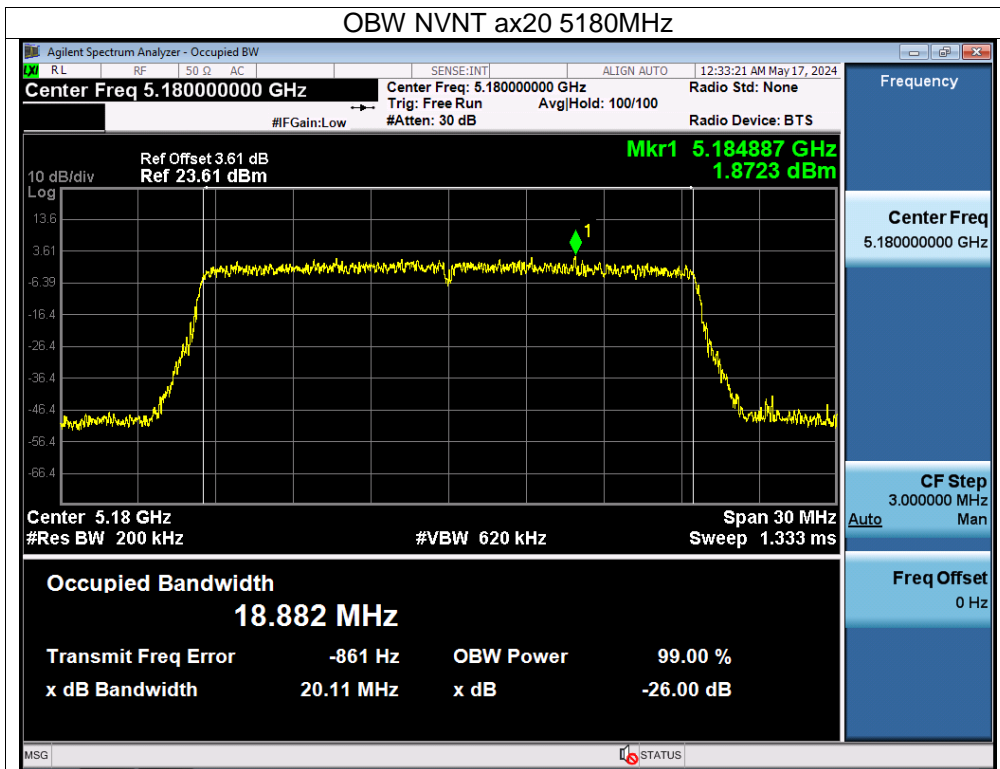 OBW NVNT ax20 5180MHz
Agilent Spectrum Analyzer - Occupied BW
LXI RL RF 50 Ω AC SENSE:INT ALIGN AUTO 12:33:21 AM May 17, 2024
Center Freq 5.180000000 GHz
Center Freq: 5.180000000 GHz Radio Std: None
Trig: Free Run Avg|Hold: 100/100
#IFGain:Low #Atten: 30 dB Radio Device: BTS
Frequency
Mkr1 5.184887 GHz
1.8723 dBm
Ref Offset 3.61 dB
10 dB/div Ref 23.61 dBm
Log
13.6
3.61
-6.39
-16.4
-26.4
-36.4
-46.4
-56.4
-66.4
1
Center Freq
5.180000000 GHz
Center 5.18 GHz Span 30 MHz
#Res BW 200 kHz #VBW 620 kHz Sweep 1.333 ms
CF Step
3.000000 MHz
Auto Man
Occupied Bandwidth
18.882 MHz
Transmit Freq Error -861 Hz OBW Power 99.00 %
x dB Bandwidth 20.11 MHz x dB -26.00 dB
Freq Offset
0 Hz
MSG STATUS